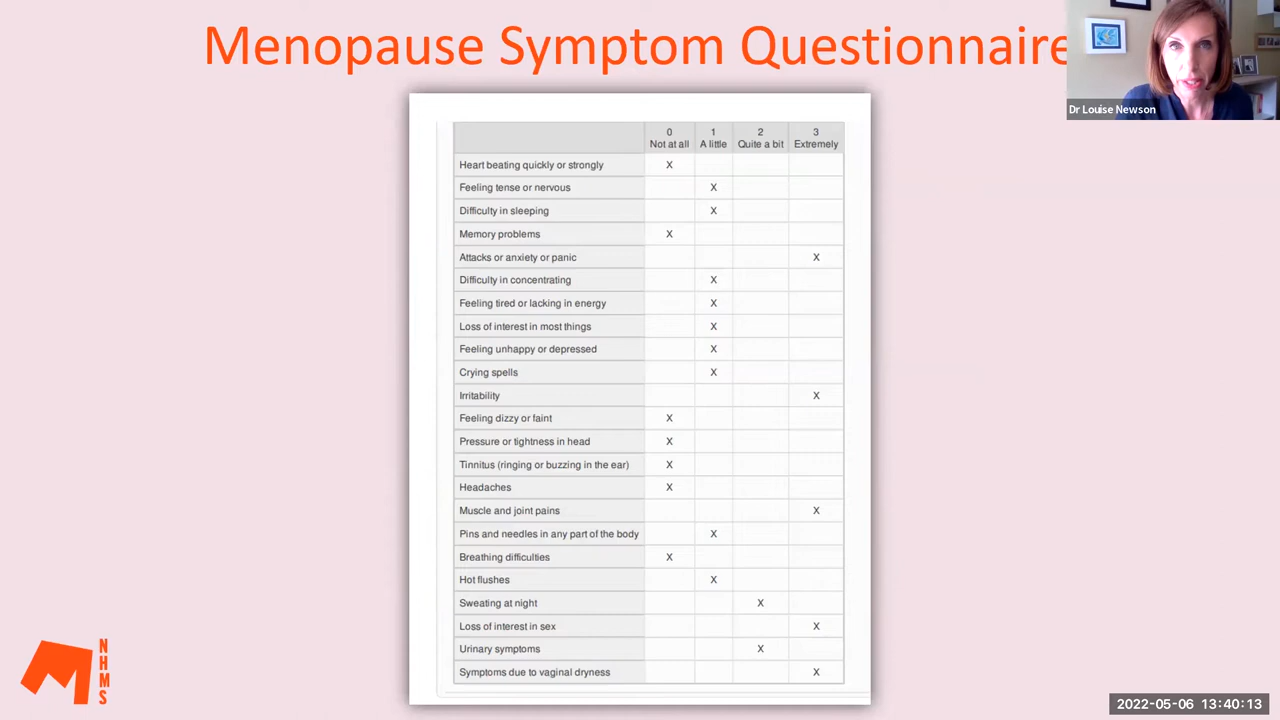 Menopause Symptom Questionnaire
Dr Louise Newson
0 1 2 3
Not at all A little Quite a bit Extremely
Heart beating quickly or strongly X
Feeling tense or nervous X
Difficulty in sleeping X
Memory problems X
Attacks or anxiety or panic X
Difficulty in concentrating X
Feeling tired or lacking in energy X
Loss of interest in most things X
Feeling unhappy or depressed X
Crying spells X
Irritability X
Feeling dizzy or faint X
Pressure or tightness in head X
Tinnitus (ringing or buzzing in the ear) X
Headaches X
Muscle and joint pains X
Pins and needles in any part of the body X
Breathing difficulties X
Hot flushes X
Sweating at night X
Loss of interest in sex X
Urinary symptoms X
Symptoms due to vaginal dryness X
NHMS
2022-05-06 13:40:13